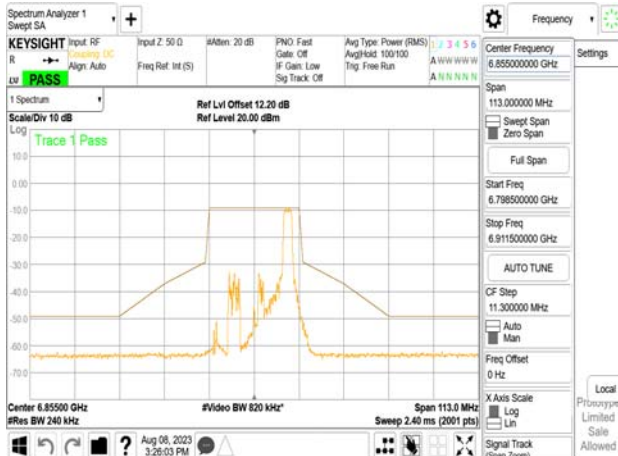 Spectrum Analyzer 1
Swept SA
+
Frequency
KEYSIGHT
R
LV
PASS
Input: RF
Coupling: DC
Align: Auto
Input Z: 50 Ω
Freq Ref: Int (S)
#Atten: 20 dB
PNO: Fast
Gate: Off
IF Gain: Low
Sig Track: Off
Avg Type: Power (RMS)
Avg|Hold: 100/100
Trig: Free Run
1 2 3 4 5 6
A W W W W W
A N N N N N
1 Spectrum
Scale/Div 10 dB
Ref Lvl Offset 12.20 dB
Ref Level 20.00 dBm
Log
Trace 1 Pass
10.0
0.00
-10.0
-20.0
-30.0
-40.0
-50.0
-60.0
-70.0
Center 6.85500 GHz
#Video BW 820 kHz*
Span 113.0 MHz
#Res BW 240 kHz
Sweep 2.40 ms (2001 pts)
Aug 08, 2023
3:26:03 PM
?
Center Frequency
6.855000000 GHz
Settings
Span
113.000000 MHz
Swept Span
Zero Span
Full Span
Start Freq
6.798500000 GHz
Stop Freq
6.911500000 GHz
AUTO TUNE
CF Step
11.300000 MHz
Auto
Man
Freq Offset
0 Hz
X Axis Scale
Log
Lin
Signal Track
(Span Zoom)
Local
Prototype
Limited
Sale
Allowed